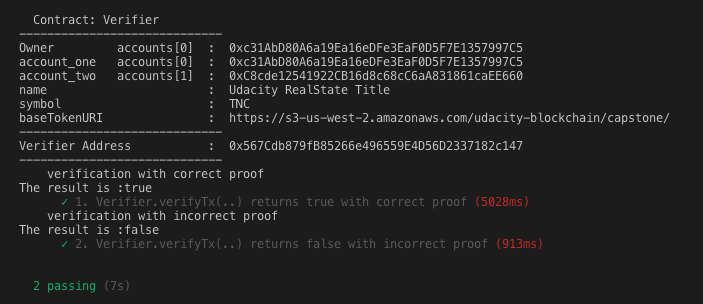 Contract: Verifier
-----------------------------
Owner accounts[0] : 0xc31AbD80A6a19Ea16eDFe3EaF0D5F7E1357997C5
account_one accounts[0] : 0xc31AbD80A6a19Ea16eDFe3EaF0D5F7E1357997C5
account_two accounts[1] : 0xC8cde12541922CB16d8c68cC6aA831861caEE660
name : Udacity RealState Title
symbol : TNC
baseTokenURI : https://s3-us-west-2.amazonaws.com/udacity-blockchain/capstone/
-----------------------------
Verifier Address : 0x567Cdb879fB85266e496559E4D56D2337182c147
-----------------------------
verification with correct proof
The result is :true
✓ 1. Verifier.verifyTx(..) returns true with correct proof (5028ms)
verification with incorrect proof
The result is :false
✓ 2. Verifier.verifyTx(..) returns false with incorrect proof (913ms)
2 passing (7s)